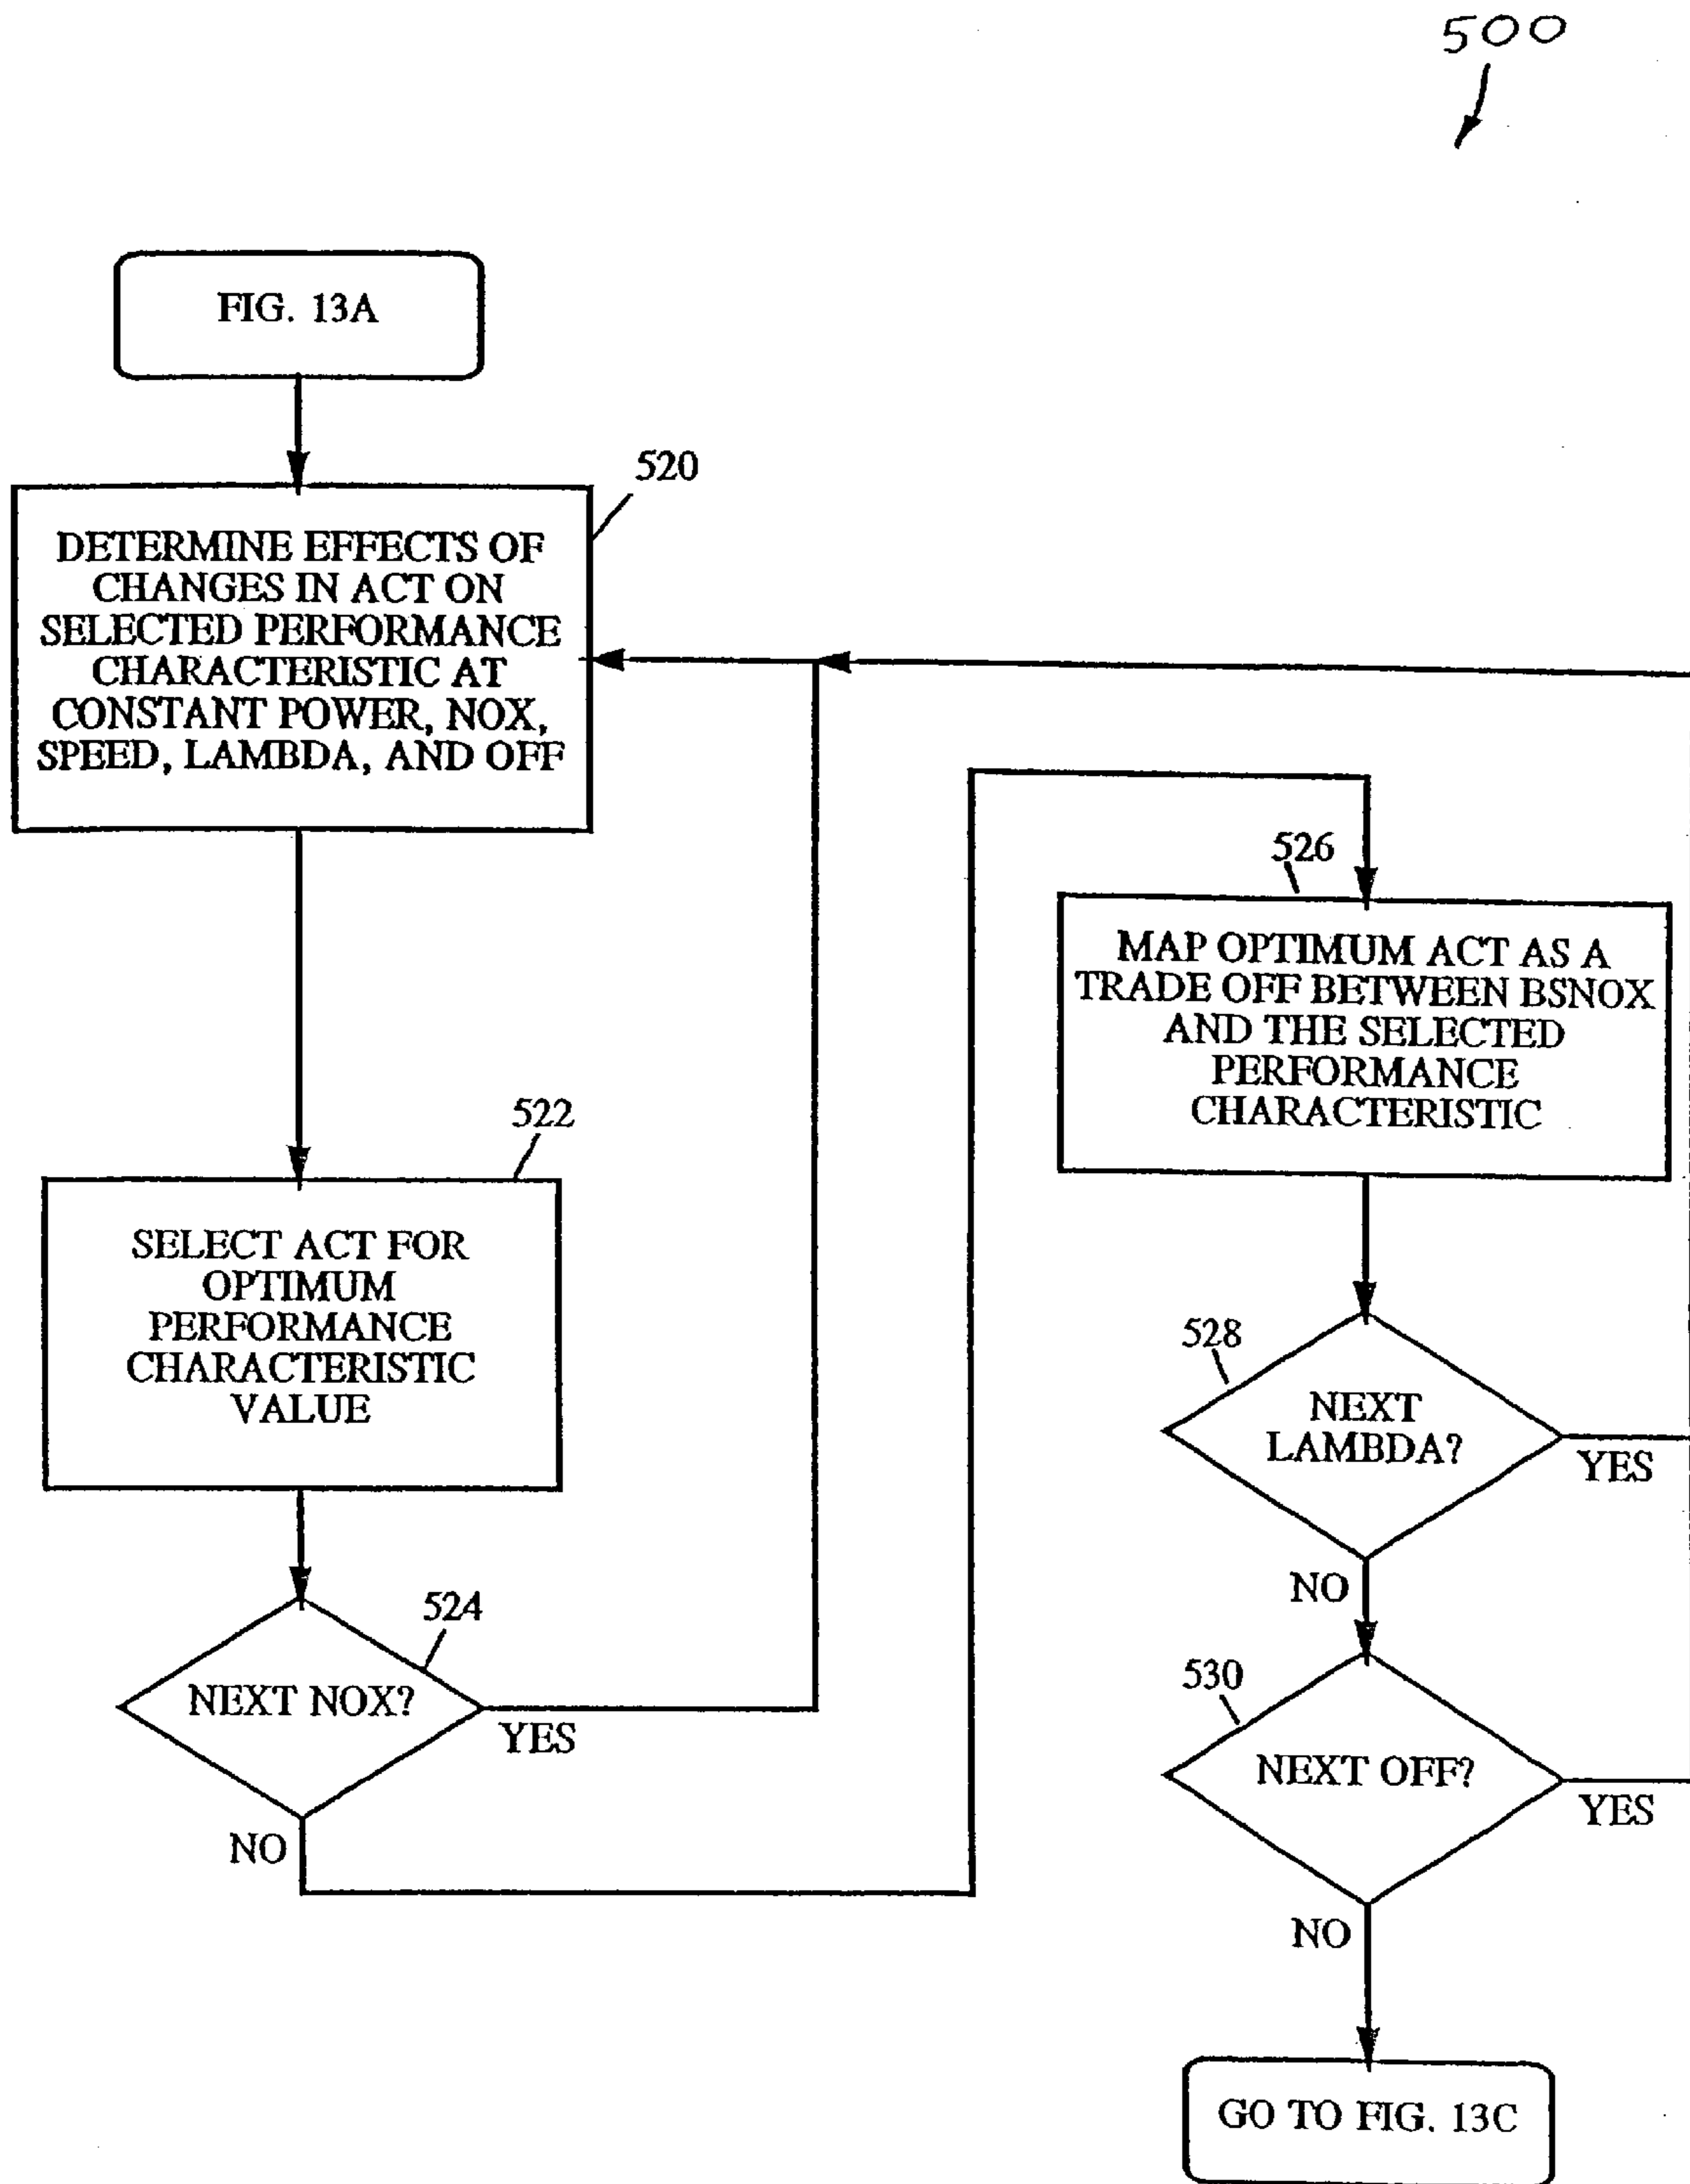 500
FIG. 13A
520
DETERMINE EFFECTS OF
CHANGES IN ACT ON
SELECTED PERFORMANCE
CHARACTERISTIC AT
CONSTANT POWER, NOX,
SPEED, LAMBDA, AND OFF
522
SELECT ACT FOR
OPTIMUM
PERFORMANCE
CHARACTERISTIC
VALUE
524
NEXT NOX?
YES
NO
526
MAP OPTIMUM ACT AS A
TRADE OFF BETWEEN BSNOX
AND THE SELECTED
PERFORMANCE
CHARACTERISTIC
528
NEXT
LAMBDA?
YES
NO
530
NEXT OFF?
YES
NO
GO TO FIG. 13C